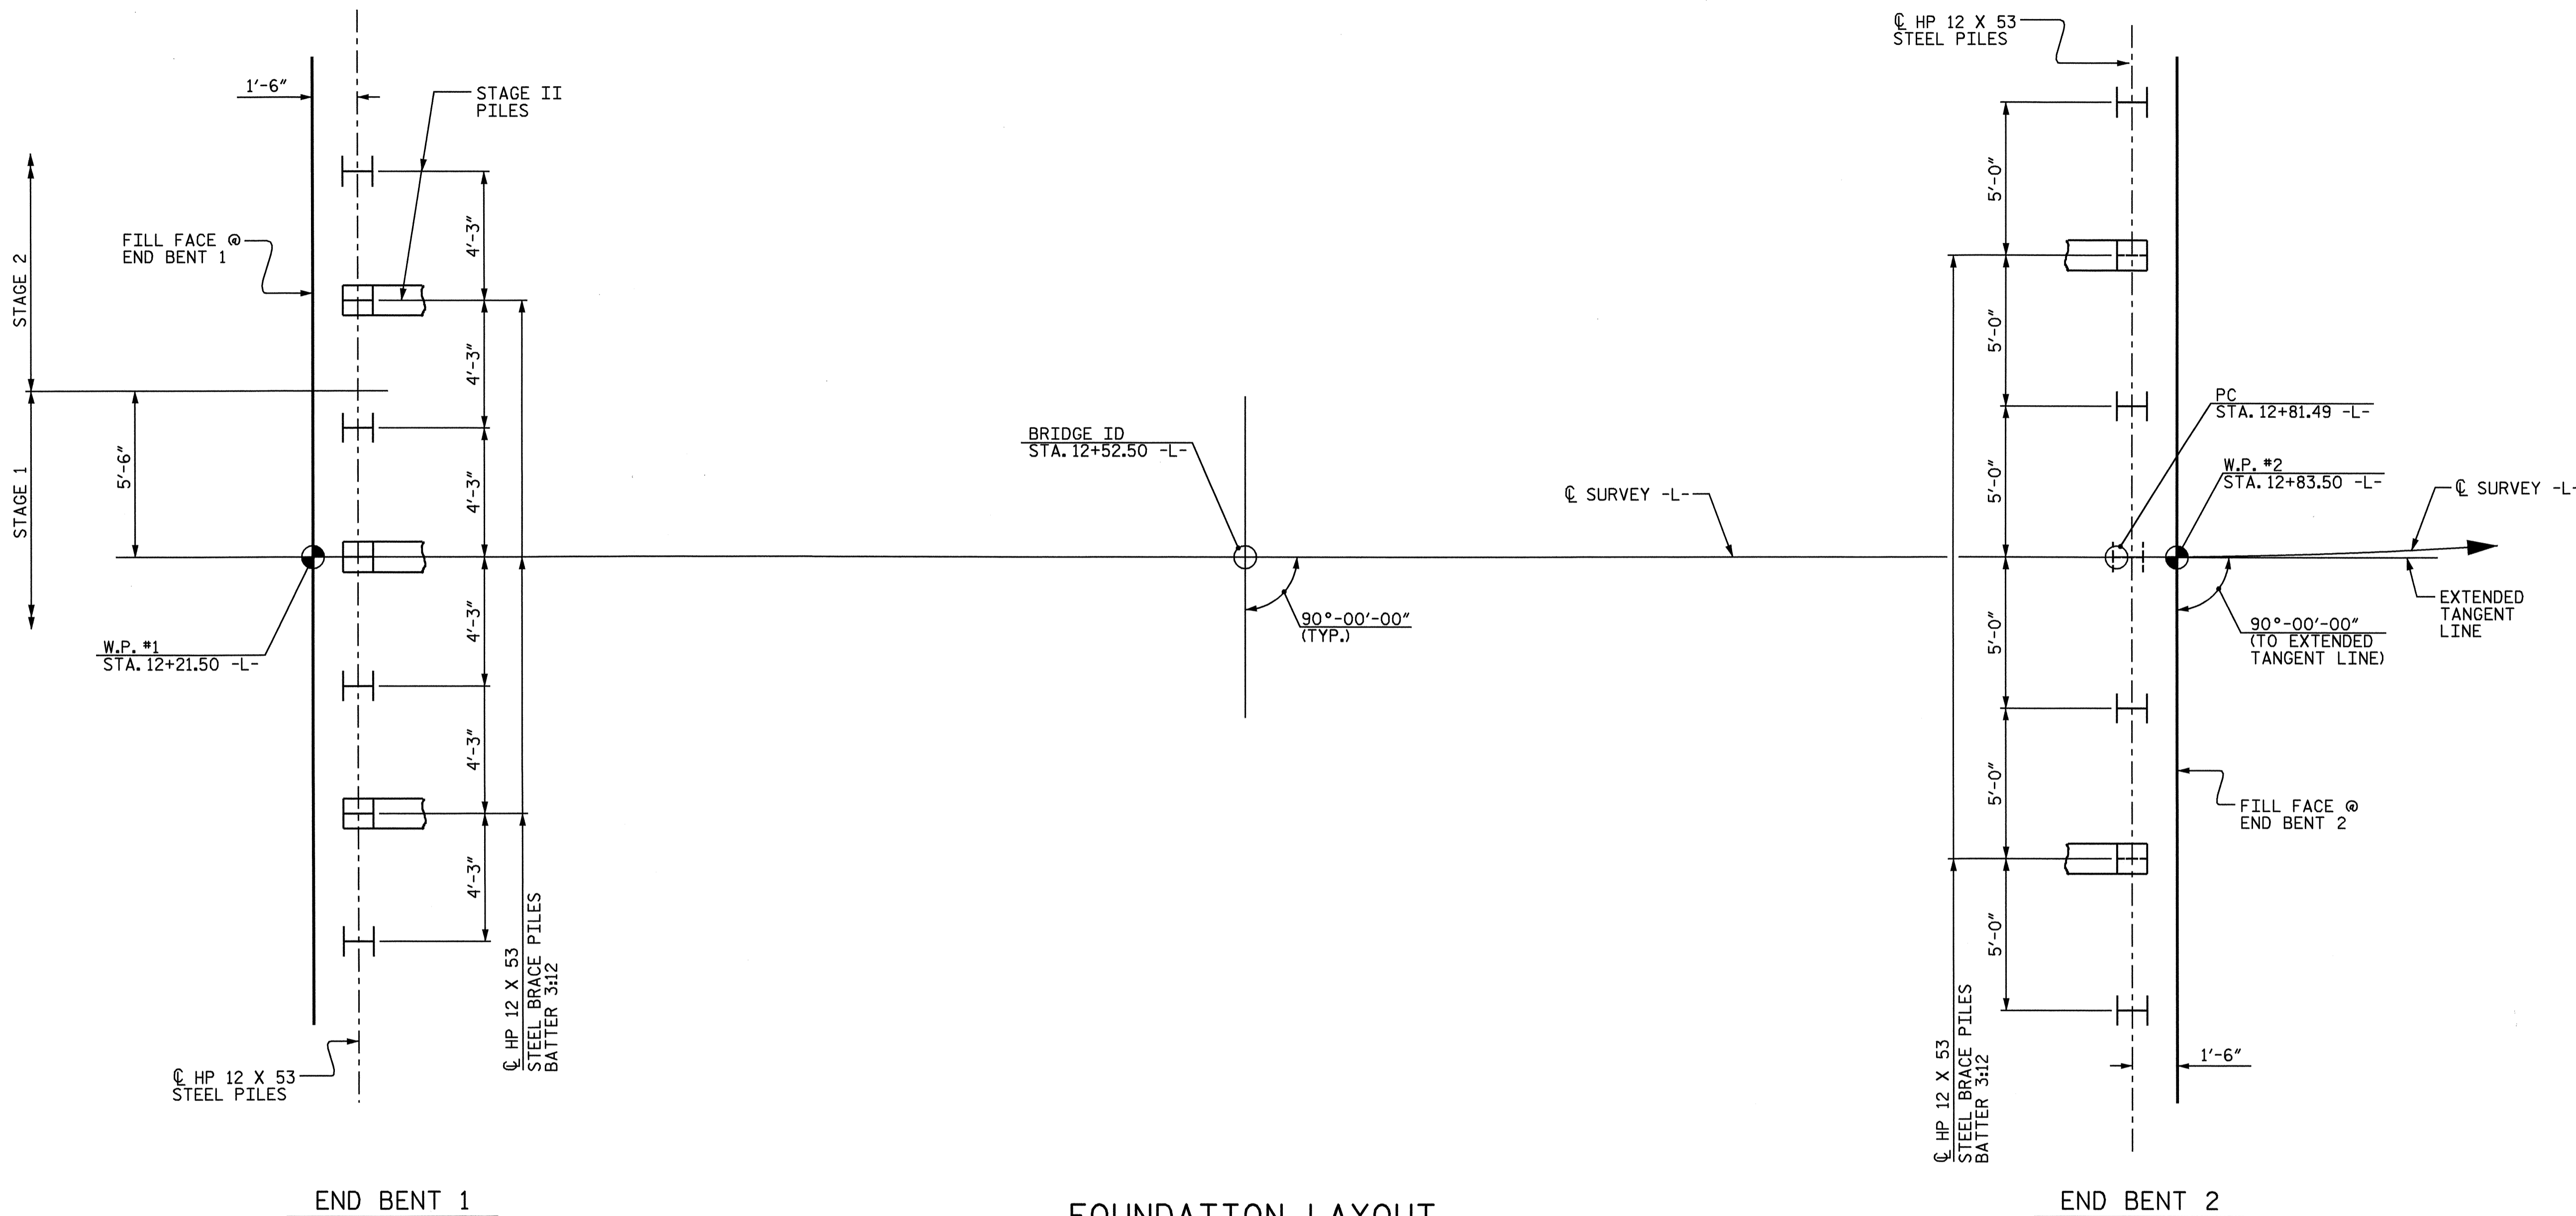 ℄ HP 12 X 53
STEEL PILES
1'-6"
STAGE II
PILES
FILL FACE @
END BENT 1
STAGE 2
STAGE 1
5'-6"
4'-3"
4'-3"
4'-3"
4'-3"
4'-3"
4'-3"
W.P. #1
STA. 12+21.50 -L-
℄ HP 12 X 53
STEEL BRACE PILES
BATTER 3:12
℄ HP 12 X 53
STEEL PILES
END BENT 1
BRIDGE ID
STA. 12+52.50 -L-
90°-00'-00"
(TYP.)
℄ SURVEY -L-
FOUNDATION LAYOUT
5'-0"
5'-0"
5'-0"
5'-0"
5'-0"
5'-0"
PC
STA. 12+81.49 -L-
W.P. #2
STA. 12+83.50 -L-
℄ SURVEY -L-
EXTENDED
TANGENT
LINE
90°-00'-00"
(TO EXTENDED
TANGENT LINE)
FILL FACE @
END BENT 2
℄ HP 12 X 53
STEEL BRACE PILES
BATTER 3:12
1'-6"
END BENT 2